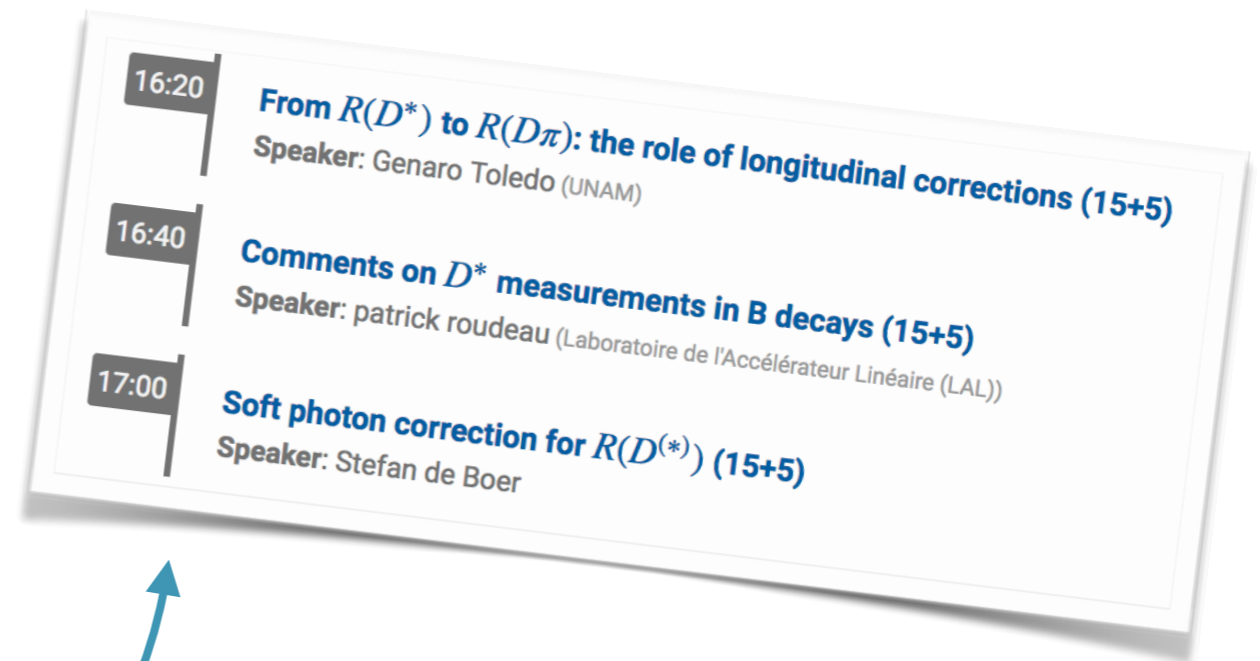 16:20
From R(D*) to R(Dπ): the role of longitudinal corrections (15+5)
Speaker: Genaro Toledo (UNAM)
16:40
Comments on D* measurements in B decays (15+5)
Speaker: patrick roudeau (Laboratoire de l'Accélérateur Linéaire (LAL))
17:00
Soft photon correction for R(D(*)) (15+5)
Speaker: Stefan de Boer